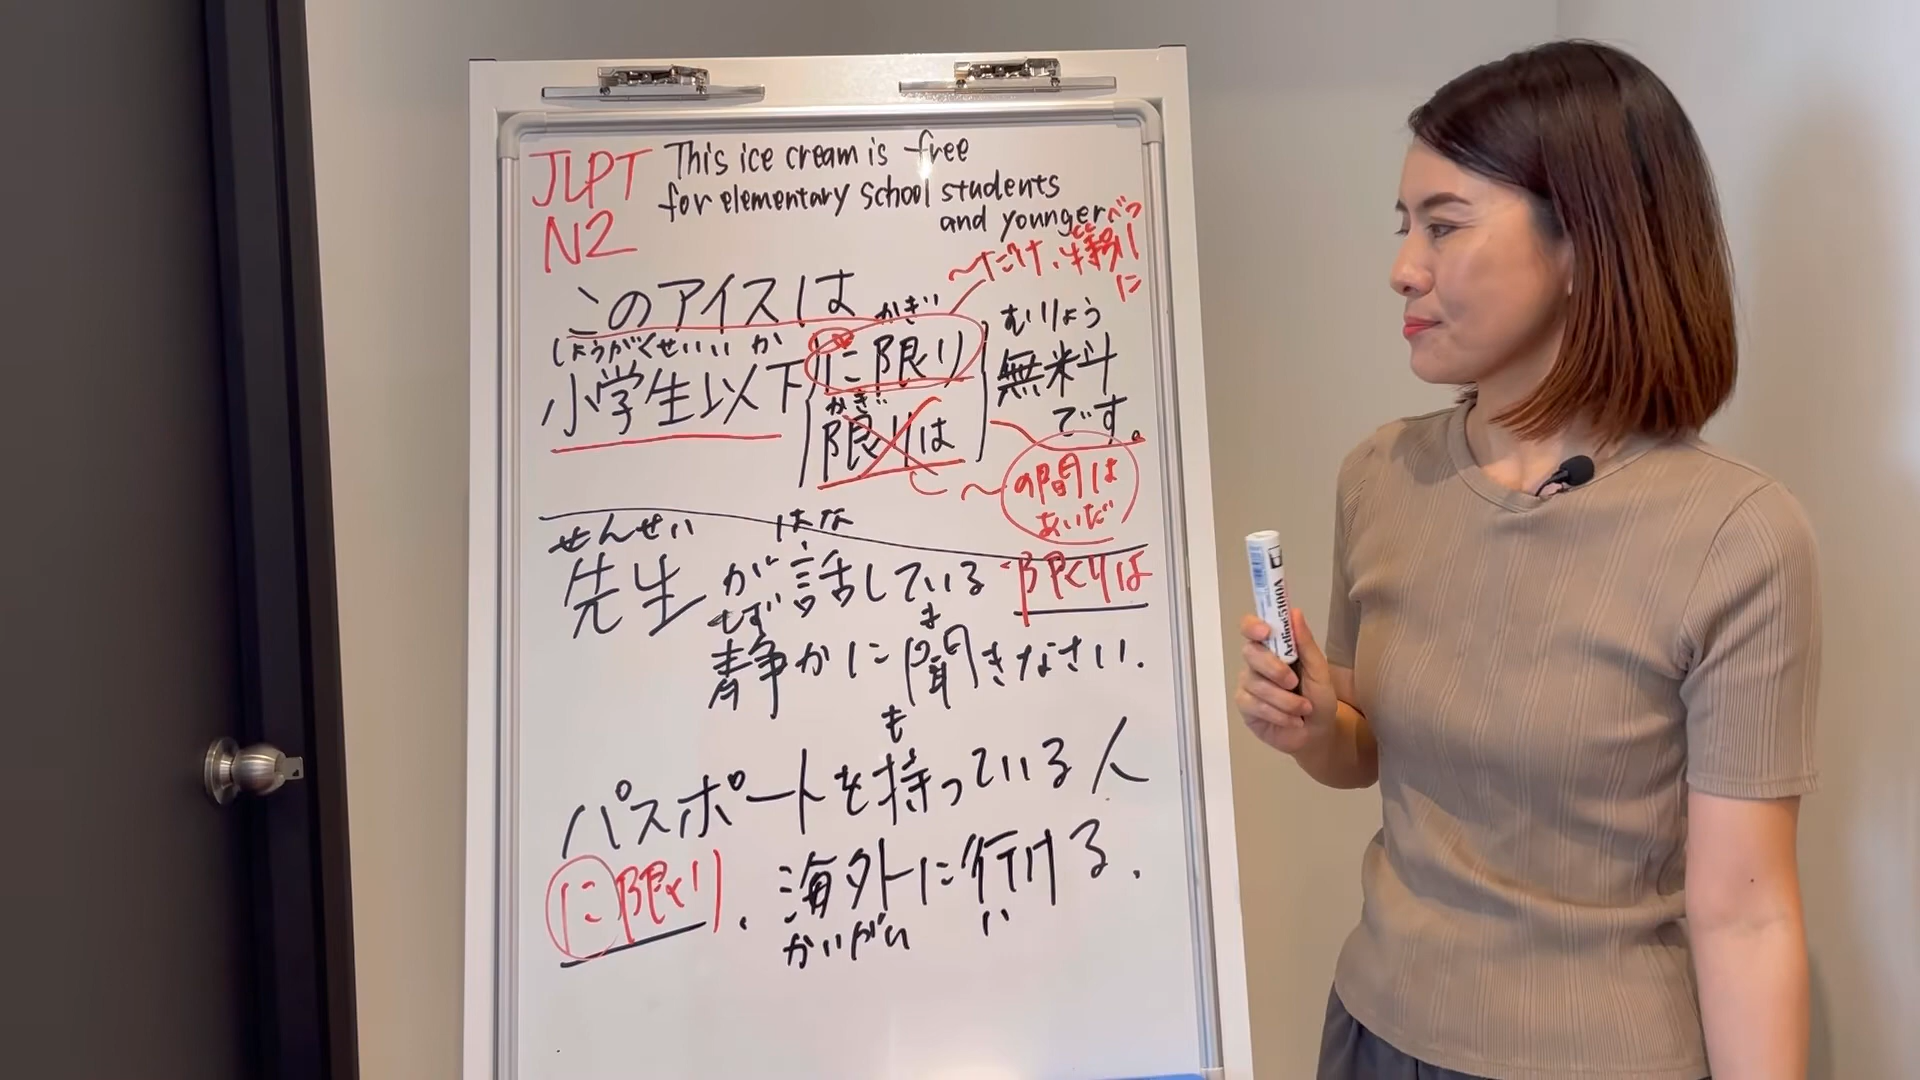 JLPT
N2
This ice cream is free
for elementary school students
and younger
べつ
〜だけ、特別
に
このアイスは
しょうがくせいいか
小学生以下
かぎ
に限り
かぎ
限りは
むりょう
無料
です。
〜の間は
あいだ
せんせい
はな
先生が話している限りは
しず
き
静かに聞きなさい.
も
パスポートを持っている人
に限り、海外に行ける.
かいがい
い
Artline 5100A